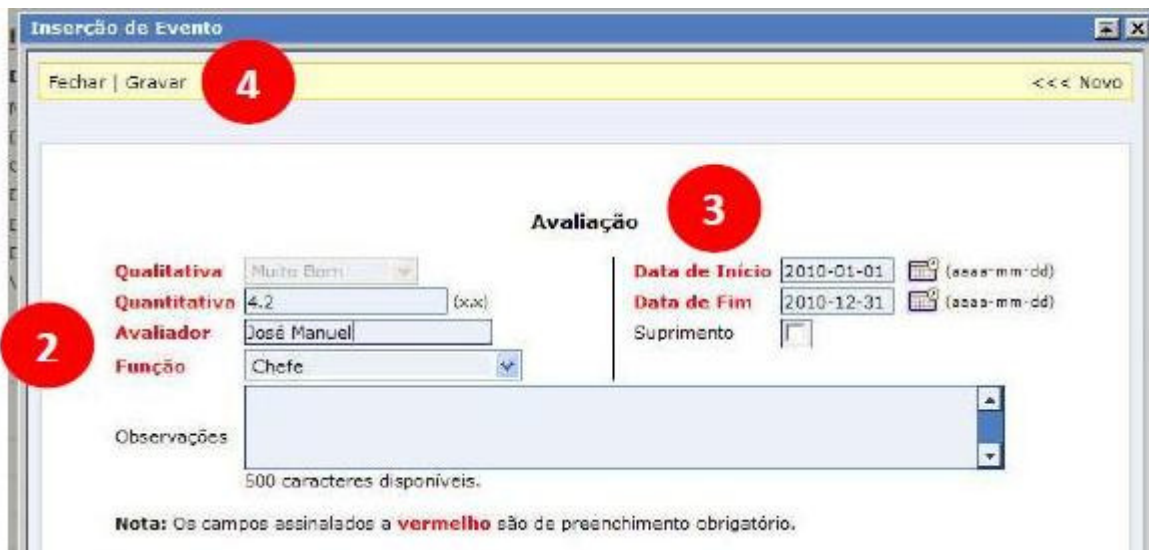 Inserção de Evento
Fechar | Gravar
4
<<< Novo
Avaliação
3
Qualitativa Muito Bom
Data de Início 2010-01-01 (aaaa-mm-dd)
Quantitativa 4.2 (x.x)
Data de Fim 2010-12-31 (aaaa-mm-dd)
2
Avaliador José Manuel
Suprimento
Função Chefe
Observações
500 caracteres disponíveis.
Nota: Os campos assinalados a vermelho são de preenchimento obrigatório.